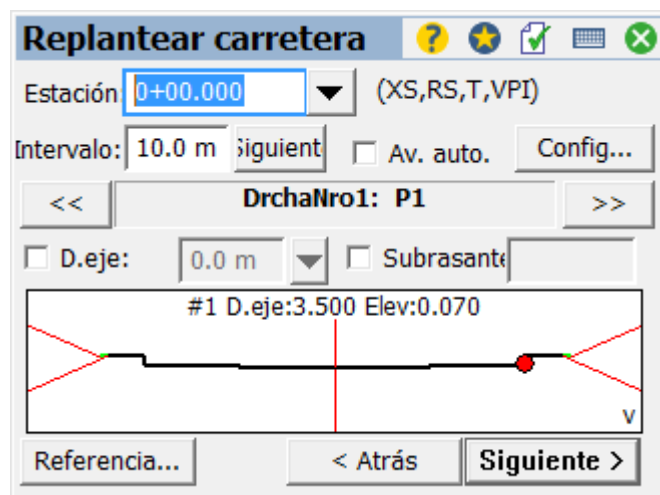 Replantear carretera ?
Estación: 0+00.000 (XS,RS,T,VPI)
Intervalo: 10.0 m Siguient Av. auto. Config...
<< DrchaNro1: P1 >>
D.eje: 0.0 m Subrasante
#1 D.eje:3.500 Elev:0.070
v
Referencia... < Atrás Siguiente >